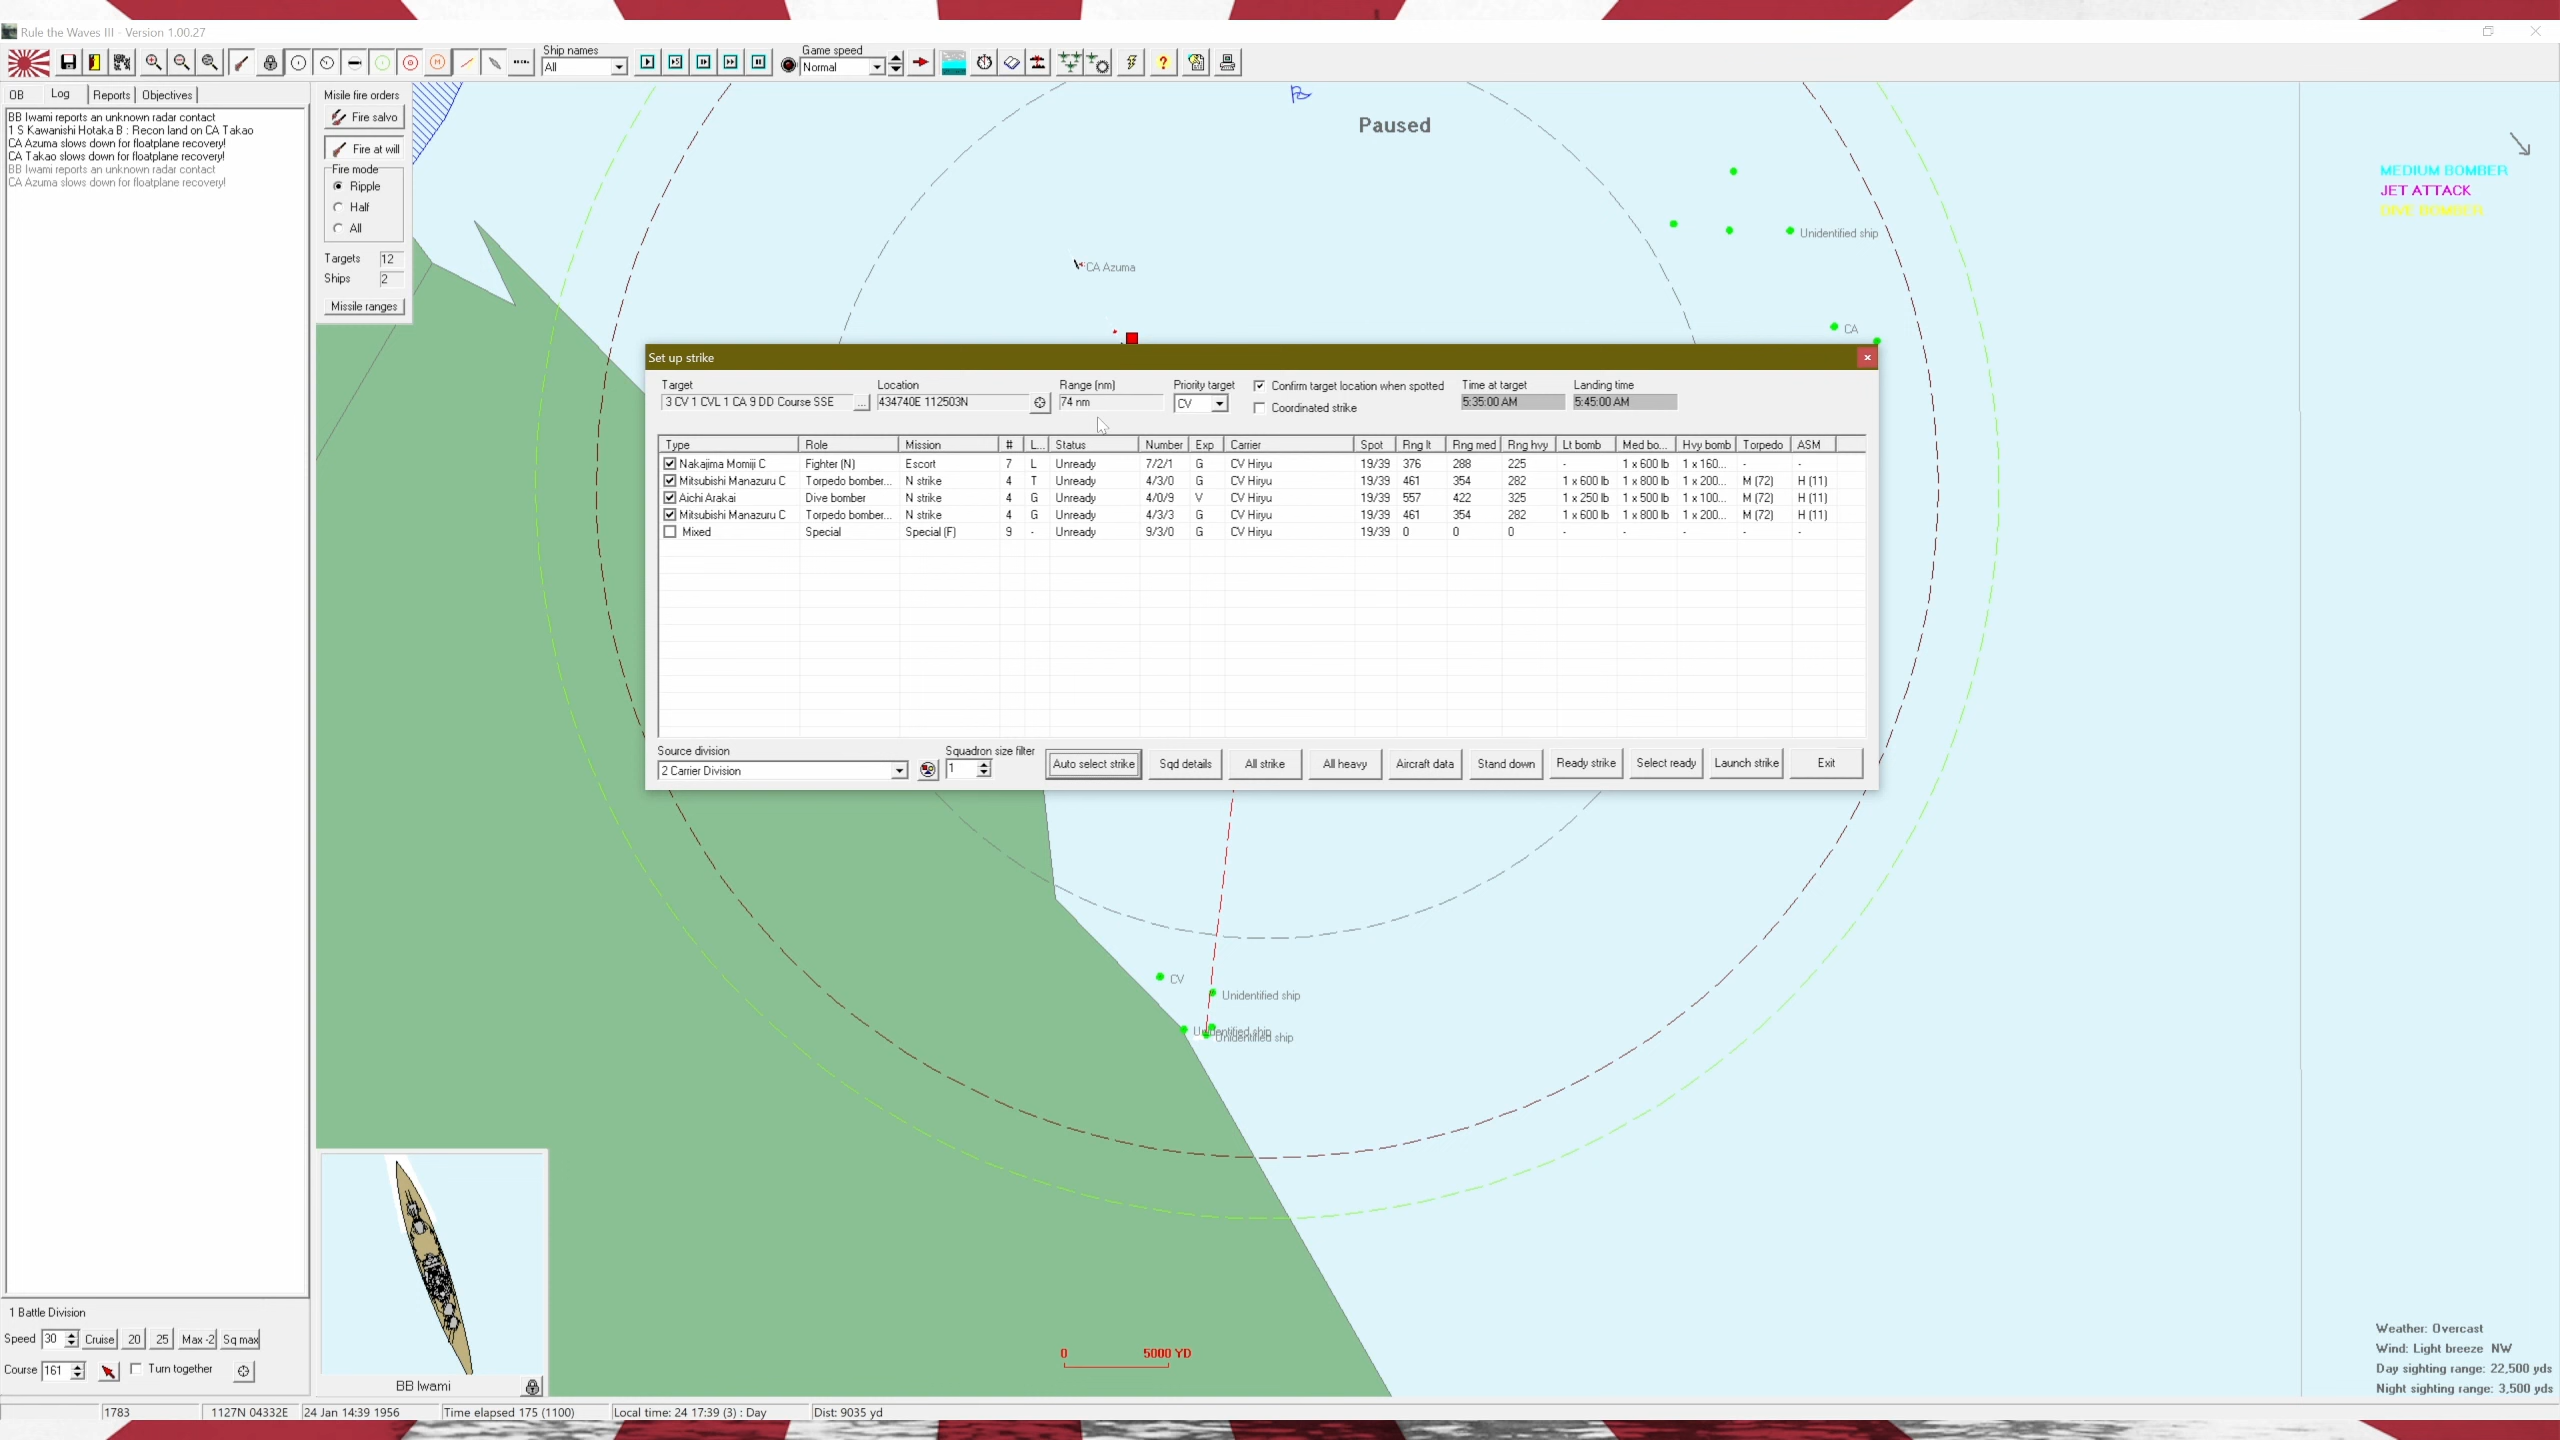 Rule the Waves III - Version 1.00.27
Ship names
All
Game speed
Normal
OB
Log
Reports
Objectives
BB Iwami reports an unknown radar contact
1 S Kawanishi Hotaka B : Recon land on CA Takao
CA Azuma slows down for floatplane recovery!
CA Takao slows down for floatplane recovery!
BB Iwami reports an unknown radar contact
CA Azuma slows down for floatplane recovery!
Misile fire orders
Fire salvo
Fire at will
Fire mode
Ripple
Half
All
Targets 12
Ships 2
Missile ranges
Paused
MEDIUM BOMBER
JET ATTACK
DIVE BOMBER
Unidentified ship
CA Azuma
CA
Set up strike
Target
Location
Range (nm)
Priority target
Confirm target location when spotted
Time at target
Landing time
3 CV 1 CVL 1 CA 9 DD Course SSE
...
434740E 112503N
74 nm
CV
Coordinated strike
5:35:00 AM
5:45:00 AM
Type Role Mission # L... Status Number Exp Carrier Spot Rng lt Rng med Rng hvy Lt bomb Med bo... Hvy bomb Torpedo ASM
Nakajima Momiji C Fighter (N) Escort 7 L Unready 7/2/1 G CV Hiryu 19/39 376 288 225 - 1 x 600 lb 1 x 160... - -
Mitsubishi Manazuru C Torpedo bomber... N strike 4 T Unready 4/3/0 G CV Hiryu 19/39 461 354 282 1 x 600 lb 1 x 800 lb 1 x 200... M (72) H (11)
Aichi Arakai Dive bomber N strike 4 G Unready 4/0/9 V CV Hiryu 19/39 557 422 325 1 x 250 lb 1 x 500 lb 1 x 100... M (72) H (11)
Mitsubishi Manazuru C Torpedo bomber... N strike 4 G Unready 4/3/3 G CV Hiryu 19/39 461 354 282 1 x 600 lb 1 x 800 lb 1 x 200... M (72) H (11)
Mixed Special Special (F) 9 - Unready 9/3/0 G CV Hiryu 19/39 0 0 0 - - - - -
Source division
2 Carrier Division
Squadron size filter
1
Auto select strike
Sqd details
All strike
All heavy
Aircraft data
Stand down
Ready strike
Select ready
Launch strike
Exit
CV
Unidentified ship
Unidentified ship
Unidentified ship
0 5000 YD
BB Iwami
1 Battle Division
Speed 30 Cruise 20 25 Max -2 Sq max
Course 161 Turn together
Weather: Overcast
Wind: Light breeze NW
Day sighting range: 22,500 yds
Night sighting range: 3,500 yds
1783
1127N 04332E
24 Jan 14:39 1956
Time elapsed 175 (1100)
Local time: 24 17:39 (3) : Day
Dist: 9035 yd